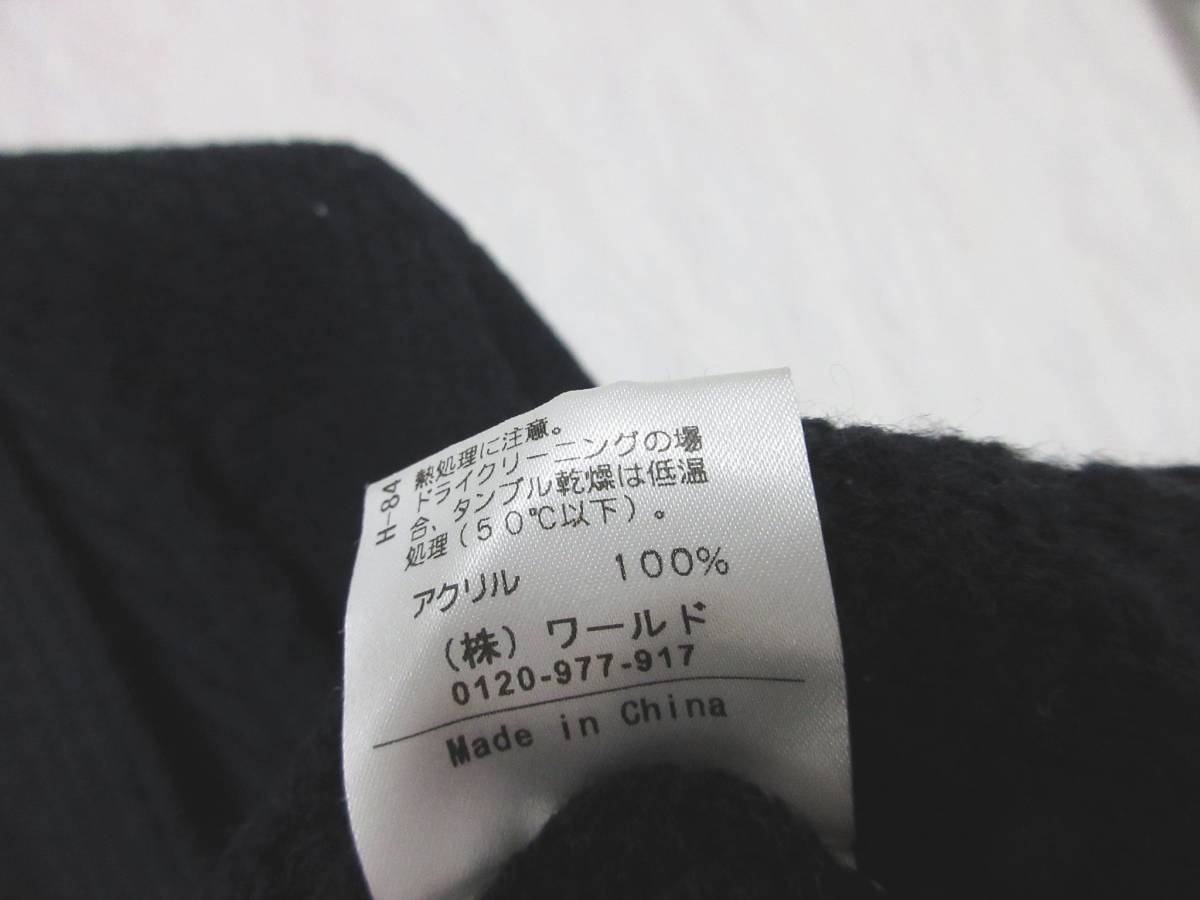 H-84
熱処理に注意。
ドライクリーニングの場
合、タンブル乾燥は低温
処理(50℃以下)。
アクリル 100%
(株)ワールド
0120-977-917
Made in China